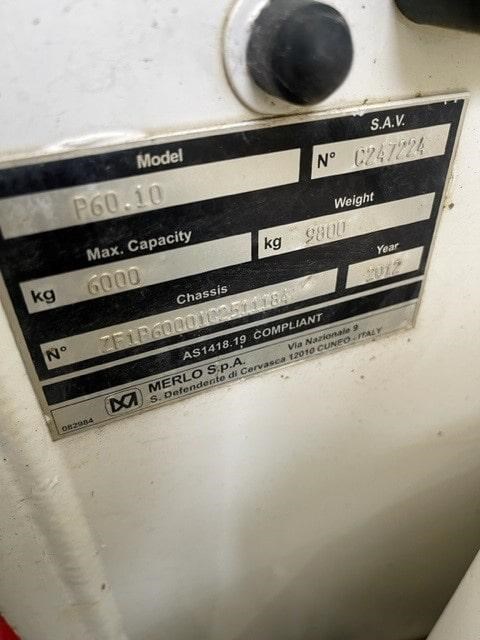 Model
S.A.V.
P60.10
N° C247224
Max. Capacity
Weight
kg 6000
kg 9800
Chassis
Year
N° ZF1P60001C2511184
2012
AS1418.19 COMPLIANT
MERLO S.p.A.
Via Nazionale 9
S. Defendente di Cervasca 12010 CUNEO - ITALY
082984